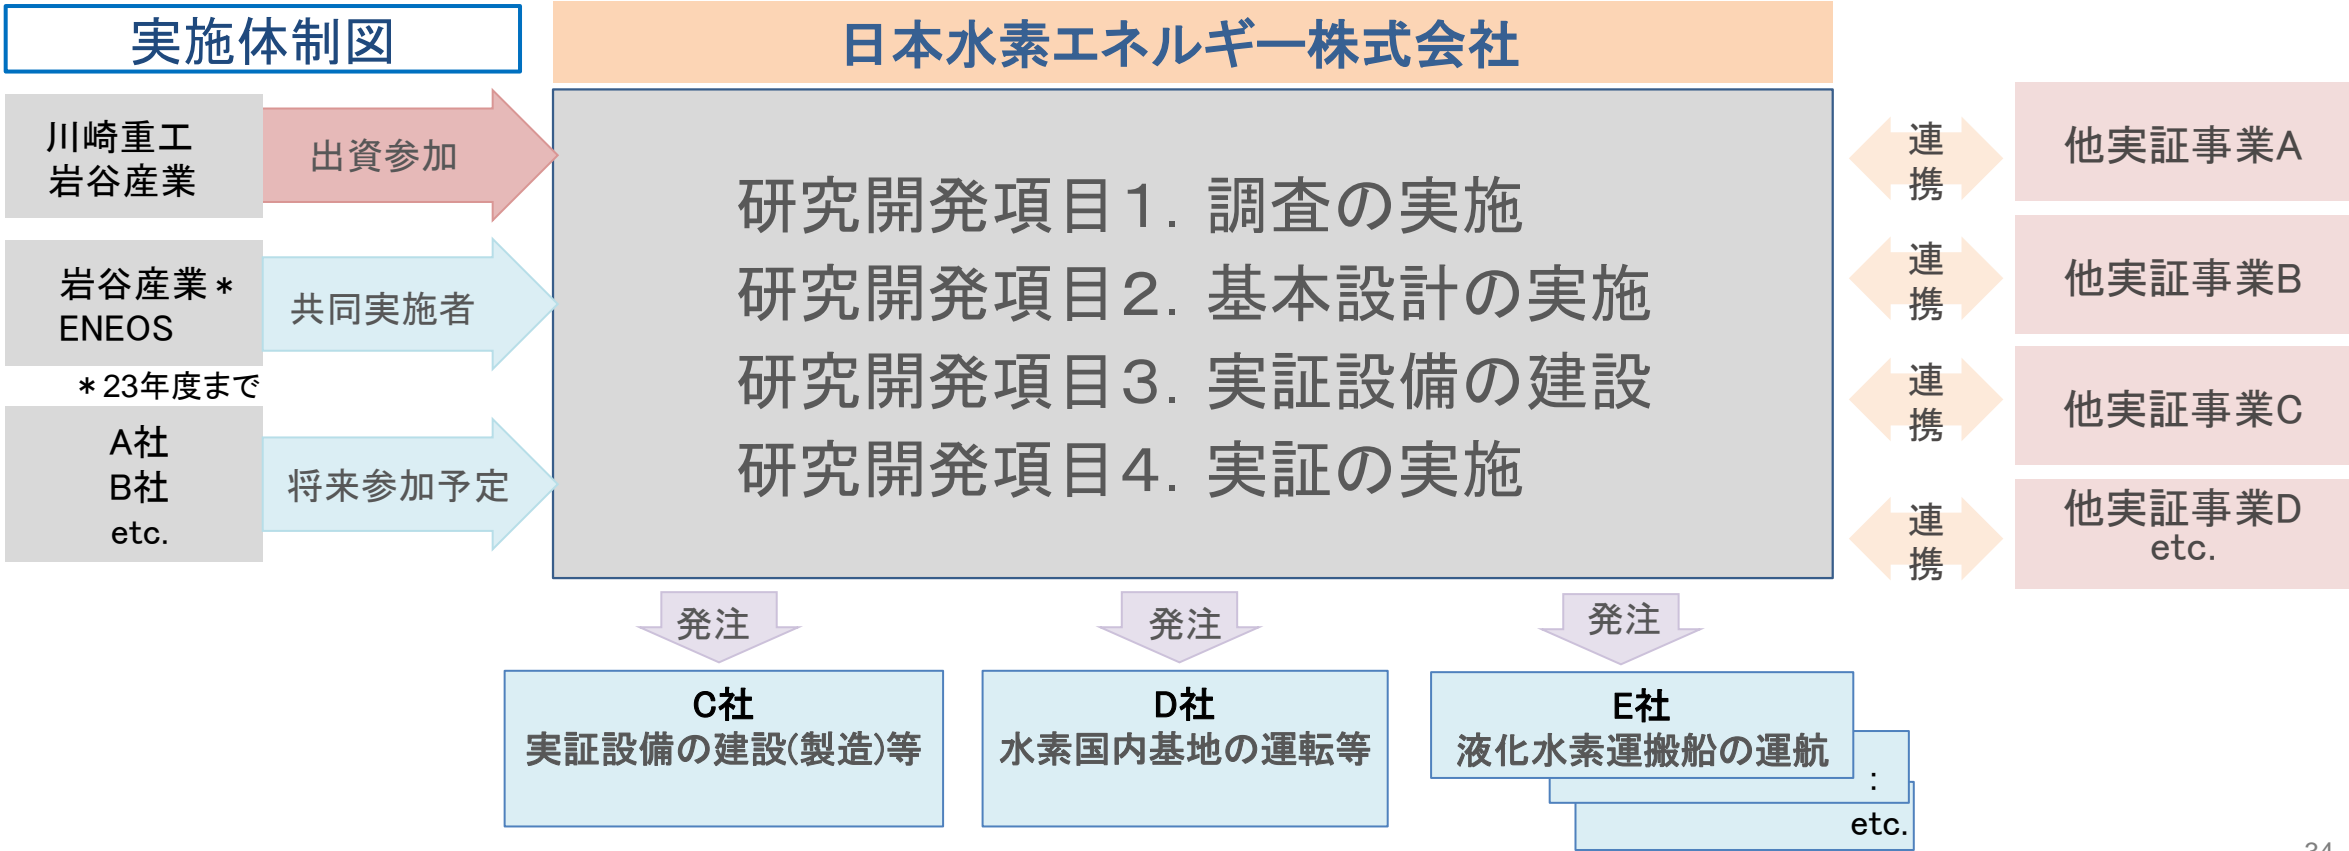 実施体制図
日本水素エネルギー株式会社
川崎重工
岩谷産業
出資参加
岩谷産業*
ENEOS
共同実施者
*23年度まで
A社
B社
etc.
将来参加予定
研究開発項目1. 調査の実施
研究開発項目2. 基本設計の実施
研究開発項目3. 実証設備の建設
研究開発項目4. 実証の実施
連
携
他実証事業A
連
携
他実証事業B
連
携
他実証事業C
連
携
他実証事業D
etc.
発注
発注
発注
C社
実証設備の建設(製造)等
D社
水素国内基地の運転等
E社
液化水素運搬船の運航
:
etc.